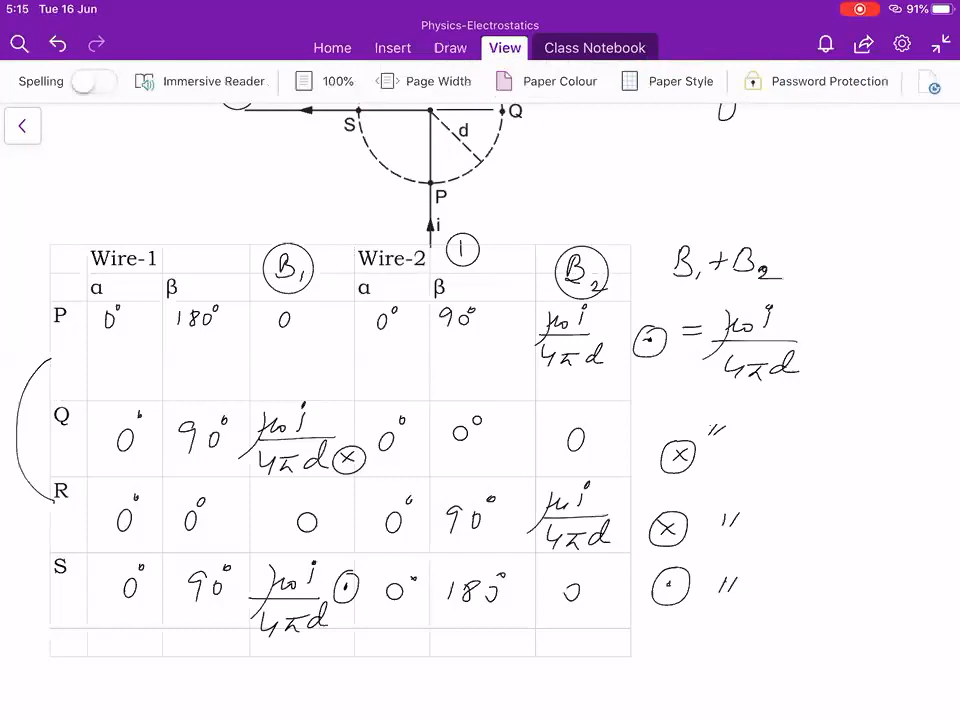 5:15 Tue 16 Jun
91%
Physics-Electrostatics
Home Insert Draw View Class Notebook
Spelling Immersive Reader 100% Page Width Paper Colour Paper Style Password Protection
S Q
d
P
i
Wire-1 B₁ Wire-2 1 B₂ B₁ + B₂
α β α β
P 0° 180° 0 0° 90° μ₀i/4πd ⊙ = μ₀i/4πd
Q 0° 90° μ₀i/4πd ⊗ 0° 0° 0 ⊗ "
R 0° 0° 0 0° 90° μ₀i/4πd ⊗ "
S 0° 90° μ₀i/4πd ⊙ 0° 180° 0 ⊙ "